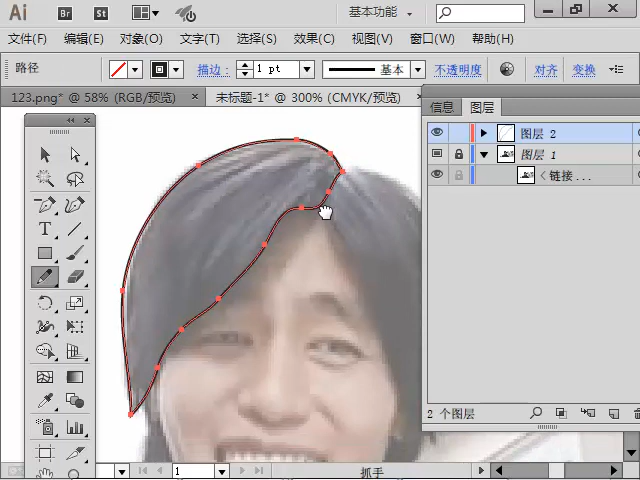 Ai Br St 基本功能
文件(F) 编辑(E) 对象(O) 文字(T) 选择(S) 效果(C) 视图(V) 窗口(W) 帮助(H)
路径 描边: 1 pt 基本 不透明度 对齐 变换
123.png* @ 58% (RGB/预览) × 未标题-1* @ 300% (CMYK/预览) ×
信息 图层
图层 2
图层 1
<链接...
2 个图层
1 抓手